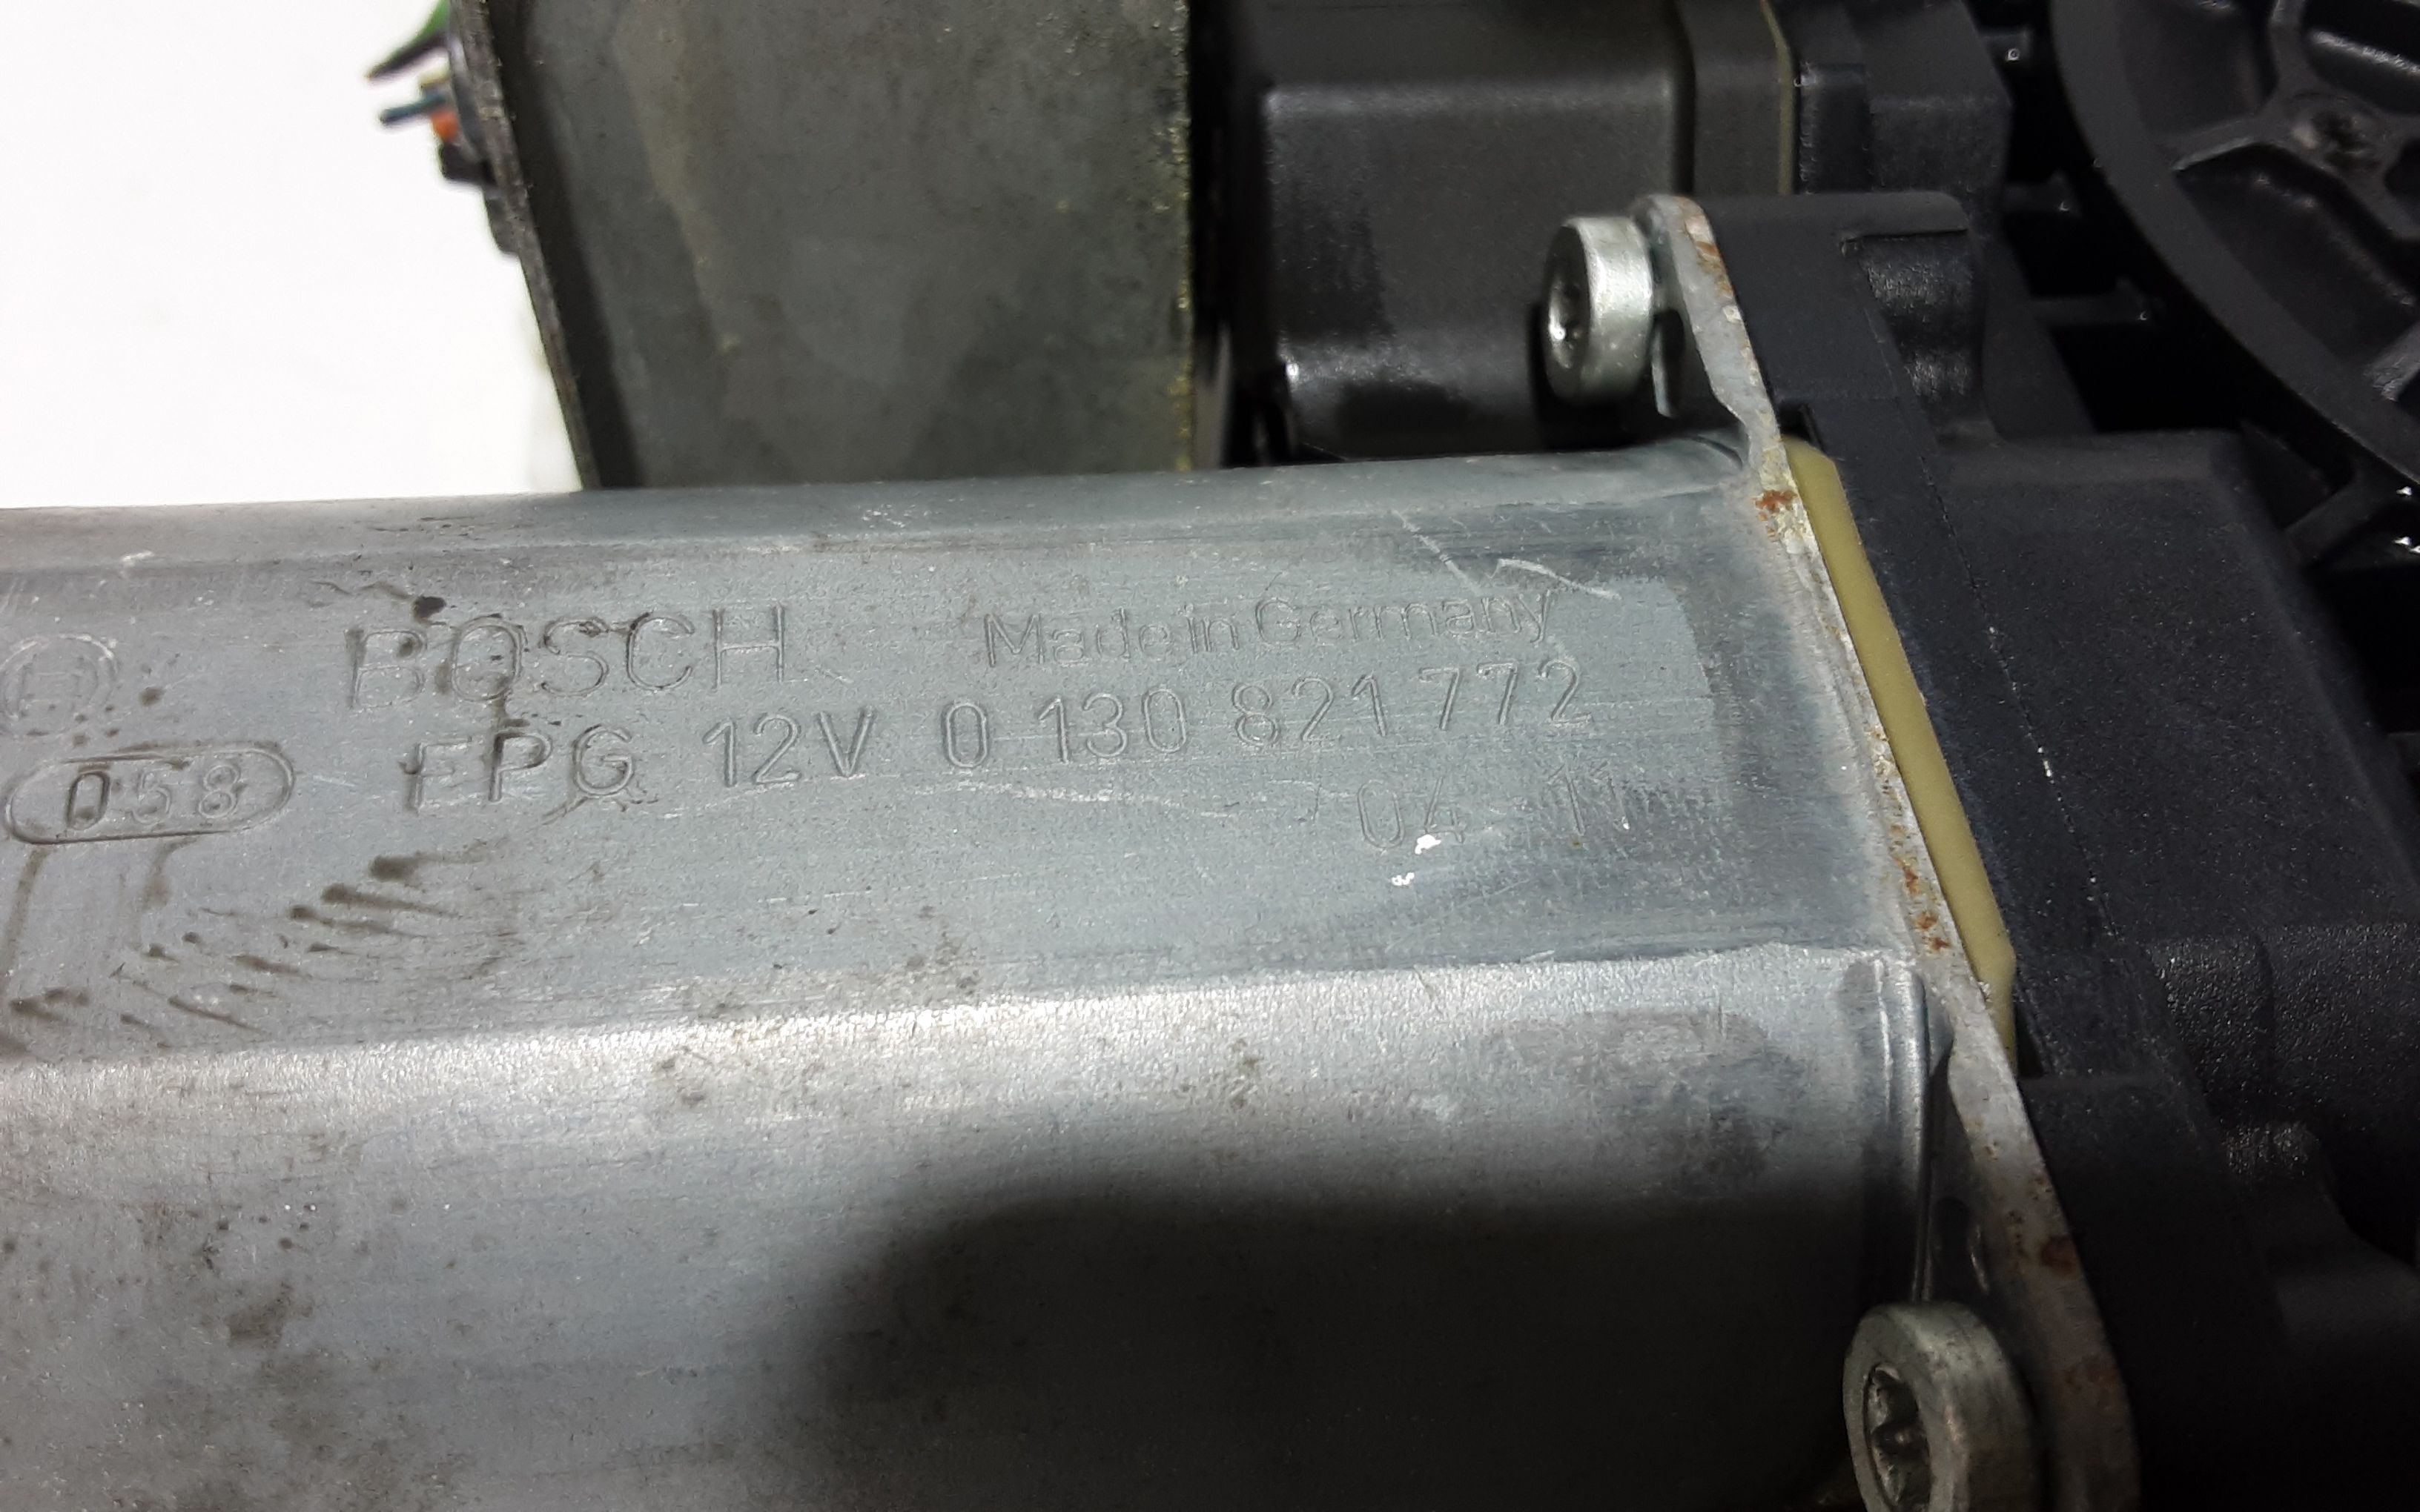 BOSCH Made in Germany
058 FPG 12V 0 130 821 772
04 11